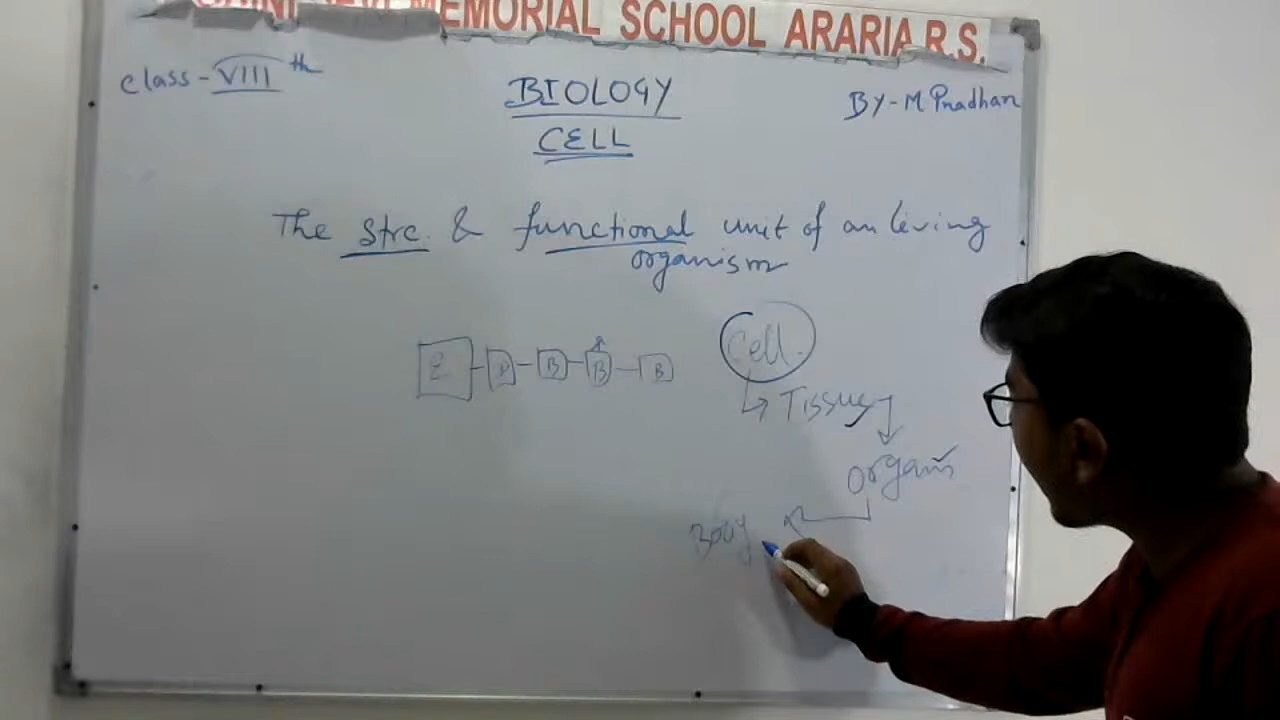 MEMORIAL SCHOOL ARARIA R.S.
Class - VIII th
BIOLOGY
BY - M Pradhan
CELL
The Strc. & functional unit of an living
organism
B B B
Cell.
Tissue
organs
Body